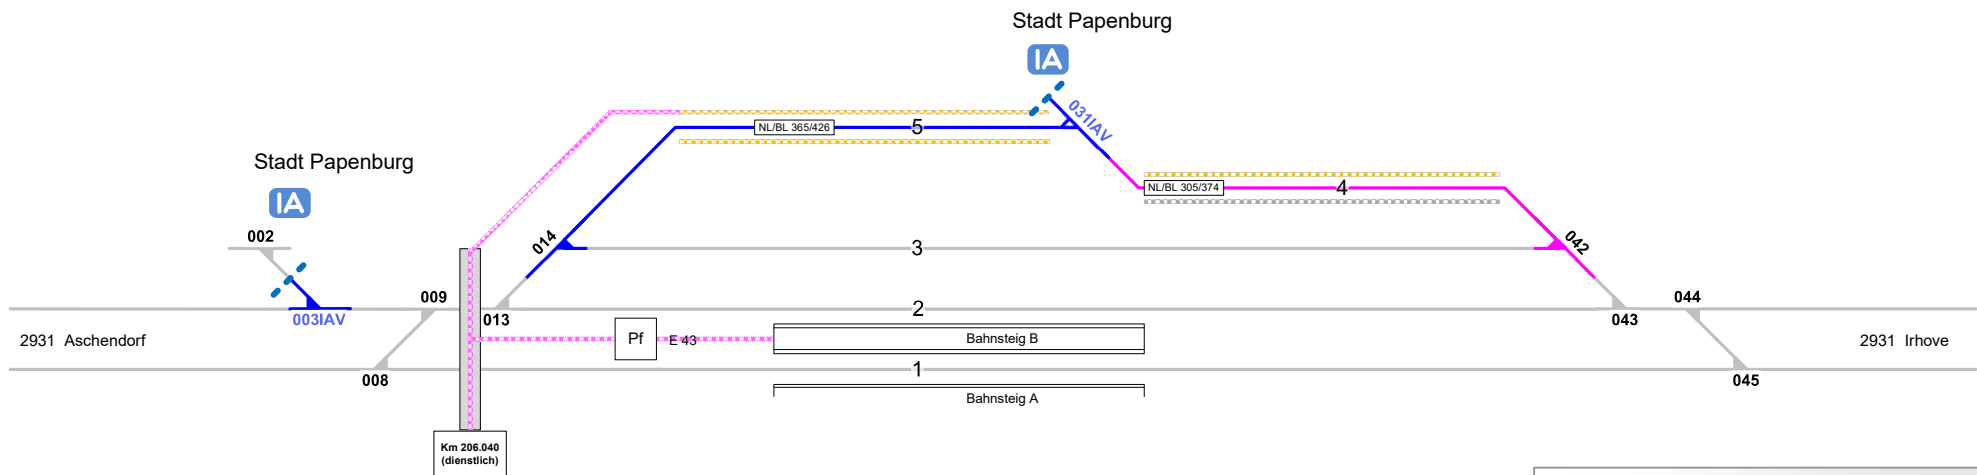 Stadt Papenburg
IA
031IAV
NL/BL 365/426
5
Stadt Papenburg
IA
NL/BL 305/374
4
002
014
3
042
009
2
044
003IAV
013
043
2931 Aschendorf
Pf
E 43
Bahnsteig B
2931 Irhove
008
1
045
Bahnsteig A
Km 206.040
(dienstlich)